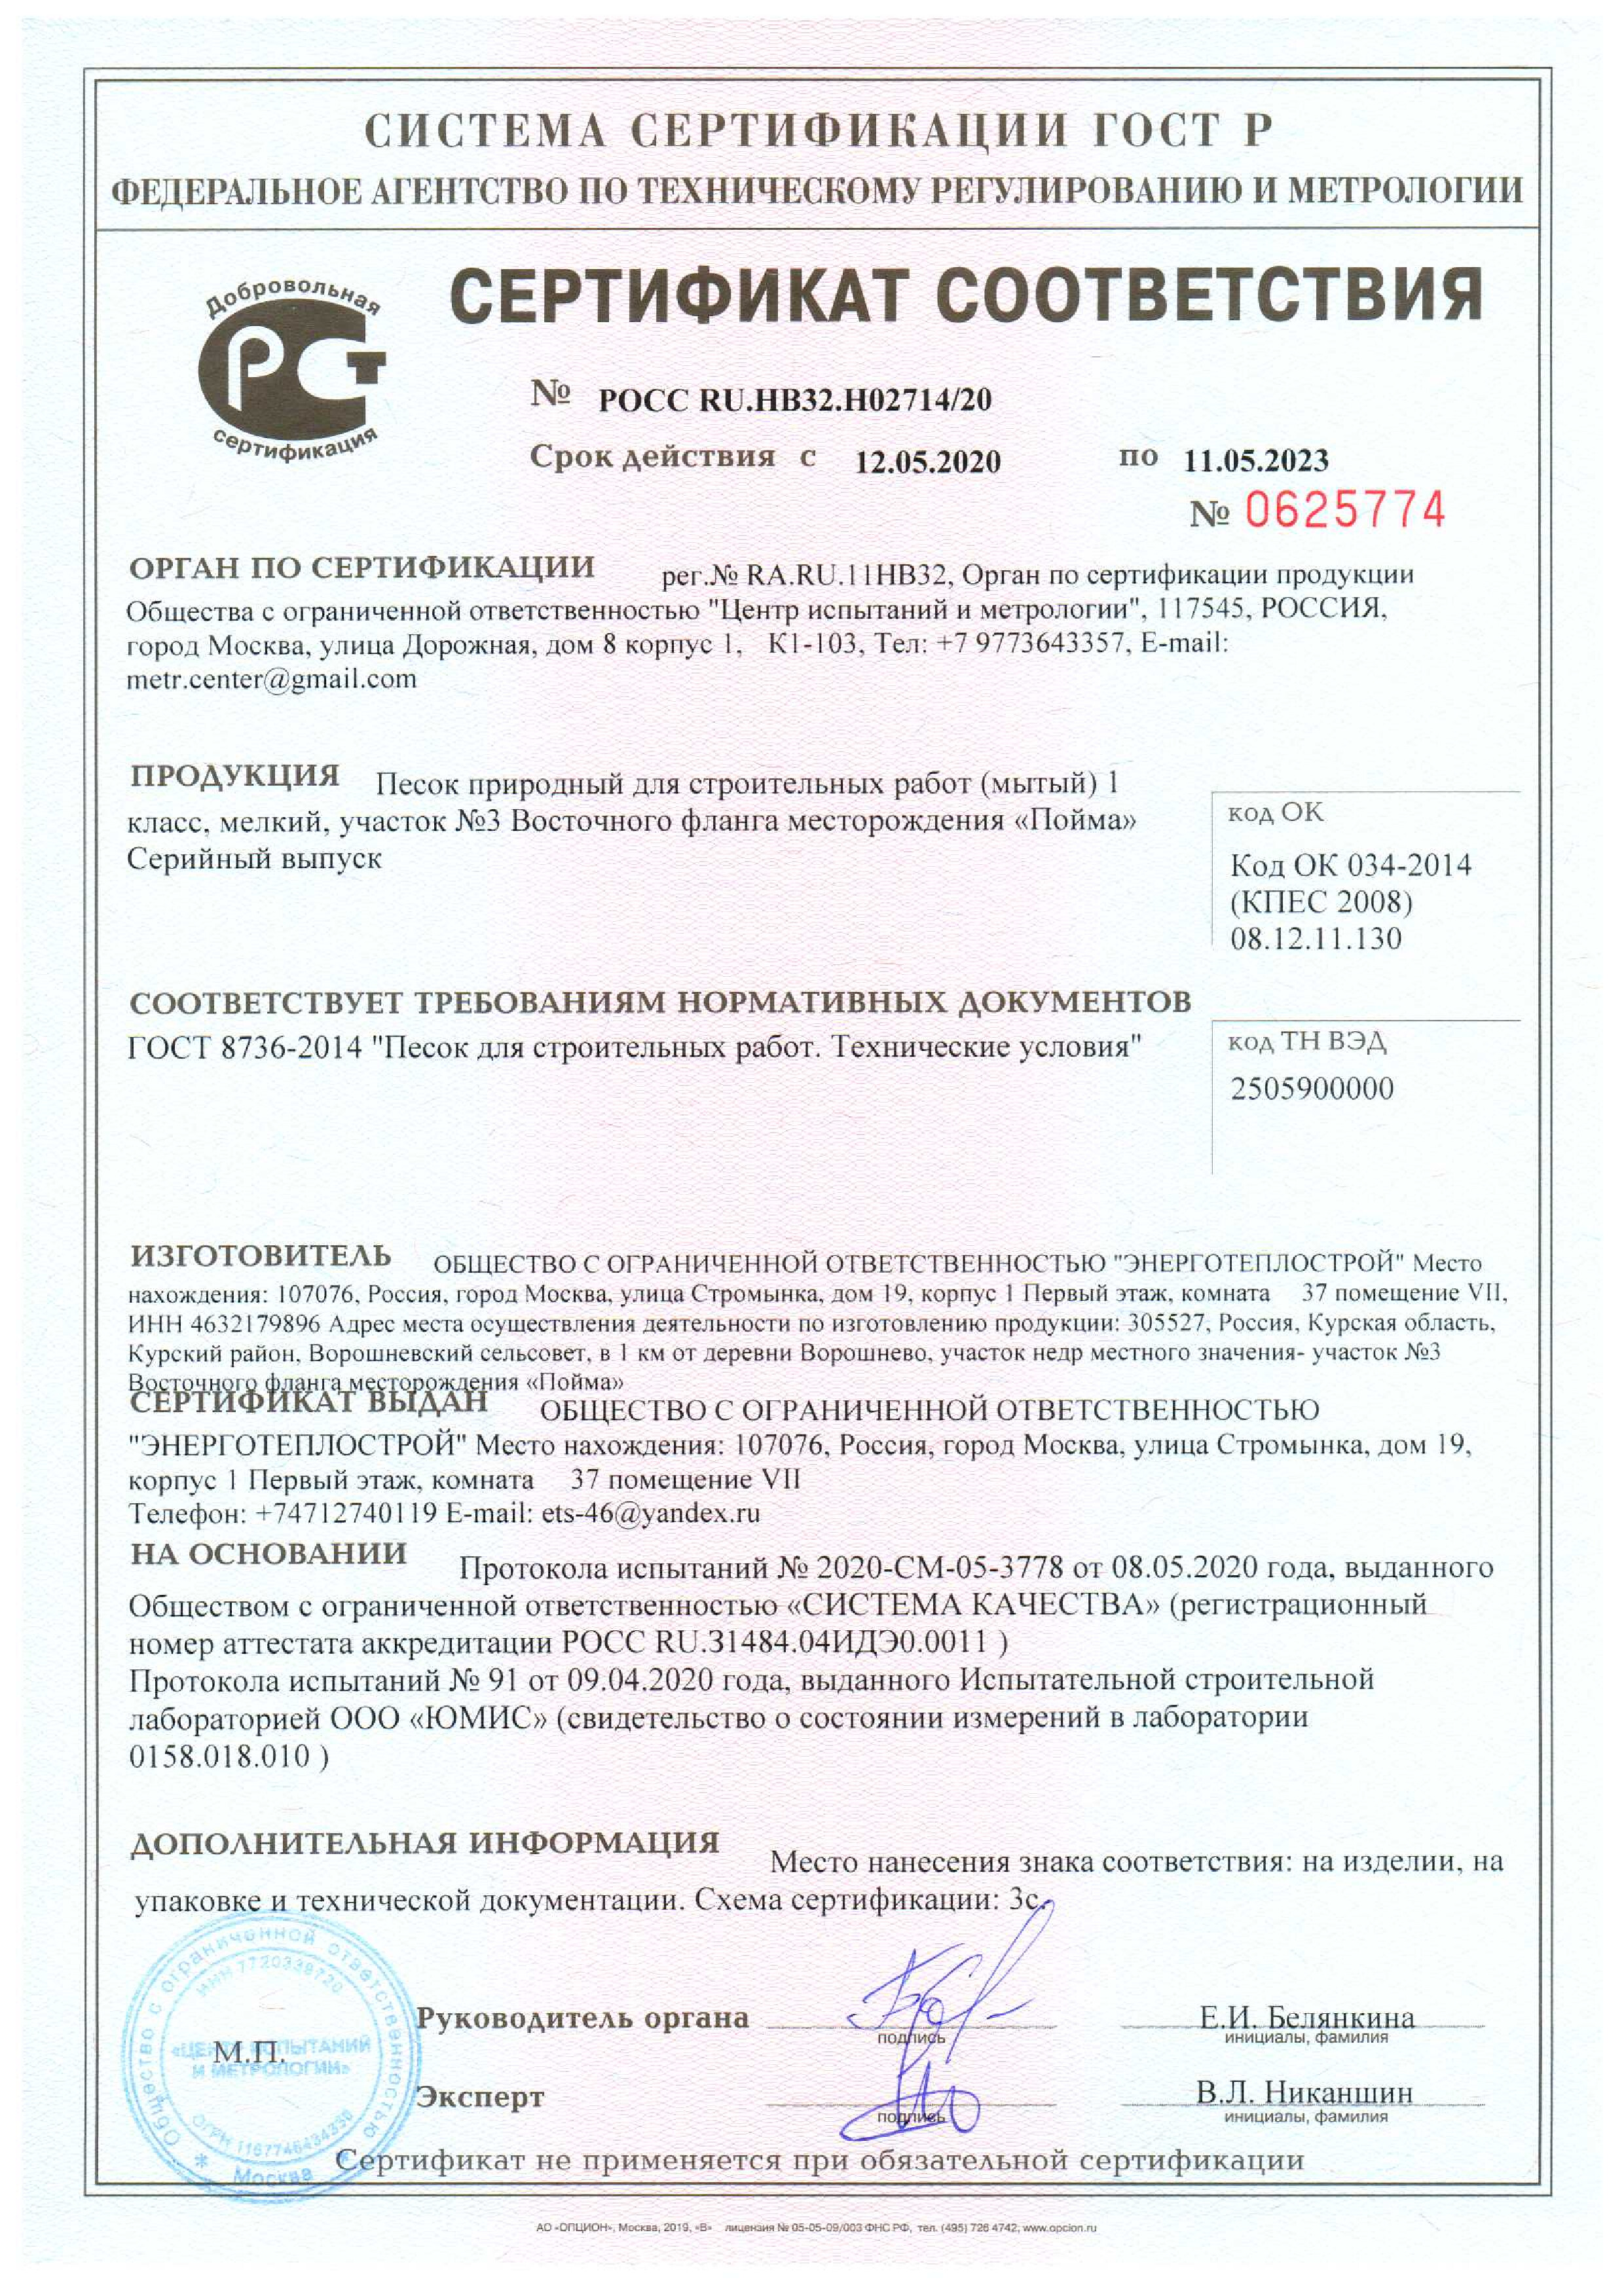 СИСТЕМА СЕРТИФИКАЦИИ ГОСТ Р
ФЕДЕРАЛЬНОЕ АГЕНТСТВО ПО ТЕХНИЧЕСКОМУ РЕГУЛИРОВАНИЮ И МЕТРОЛОГИИ
Добровольная
РСТ
сертификация
СЕРТИФИКАТ СООТВЕТСТВИЯ
№ РОСС RU.НВ32.Н02714/20
Срок действия с 12.05.2020 по 11.05.2023
№ 0625774
ОРГАН ПО СЕРТИФИКАЦИИ рег.№ RA.RU.11НВ32, Орган по сертификации продукции
Общества с ограниченной ответственностью "Центр испытаний и метрологии", 117545, РОССИЯ,
город Москва, улица Дорожная, дом 8 корпус 1, К1-103, Тел: +7 9773643357, E-mail:
metr.center@gmail.com
ПРОДУКЦИЯ Песок природный для строительных работ (мытый) 1
класс, мелкий, участок №3 Восточного фланга месторождения «Пойма»
Серийный выпуск
код ОК
Код ОК 034-2014
(КПЕС 2008)
08.12.11.130
СООТВЕТСТВУЕТ ТРЕБОВАНИЯМ НОРМАТИВНЫХ ДОКУМЕНТОВ
ГОСТ 8736-2014 "Песок для строительных работ. Технические условия"
код ТН ВЭД
2505900000
ИЗГОТОВИТЕЛЬ ОБЩЕСТВО С ОГРАНИЧЕННОЙ ОТВЕТСТВЕННОСТЬЮ "ЭНЕРГОТЕПЛОСТРОЙ" Место
нахождения: 107076, Россия, город Москва, улица Стромынка, дом 19, корпус 1 Первый этаж, комната 37 помещение VII,
ИНН 4632179896 Адрес места осуществления деятельности по изготовлению продукции: 305527, Россия, Курская область,
Курский район, Ворошневский сельсовет, в 1 км от деревни Ворошнево, участок недр местного значения- участок №3
Восточного фланга месторождения «Пойма»
СЕРТИФИКАТ ВЫДАН ОБЩЕСТВО С ОГРАНИЧЕННОЙ ОТВЕТСТВЕННОСТЬЮ
"ЭНЕРГОТЕПЛОСТРОЙ" Место нахождения: 107076, Россия, город Москва, улица Стромынка, дом 19,
корпус 1 Первый этаж, комната 37 помещение VII
Телефон: +74712740119 E-mail: ets-46@yandex.ru
НА ОСНОВАНИИ Протокола испытаний № 2020-СМ-05-3778 от 08.05.2020 года, выданного
Обществом с ограниченной ответственностью «СИСТЕМА КАЧЕСТВА» (регистрационный
номер аттестата аккредитации РОСС RU.31484.04ИДЭ0.0011 )
Протокола испытаний № 91 от 09.04.2020 года, выданного Испытательной строительной
лабораторией ООО «ЮМИС» (свидетельство о состоянии измерений в лаборатории
0158.018.010 )
ДОПОЛНИТЕЛЬНАЯ ИНФОРМАЦИЯ Место нанесения знака соответствия: на изделии, на
упаковке и технической документации. Схема сертификации: 3с.
Общество с ограниченной ответственностью
ИНН 7720339720
«ЦЕНТР ИСПЫТАНИЙ
И МЕТРОЛОГИИ»
ОГРН 1167746434330
* Москва *
М.П.
Руководитель органа
подпись
Е.И. Белянкина
инициалы, фамилия
Эксперт
подпись
В.Л. Никаншин
инициалы, фамилия
Сертификат не применяется при обязательной сертификации
АО «ОПЦИОН», Москва, 2019, «В» лицензия № 05-05-09/003 ФНС РФ, тел. (495) 726 4742, www.opcion.ru